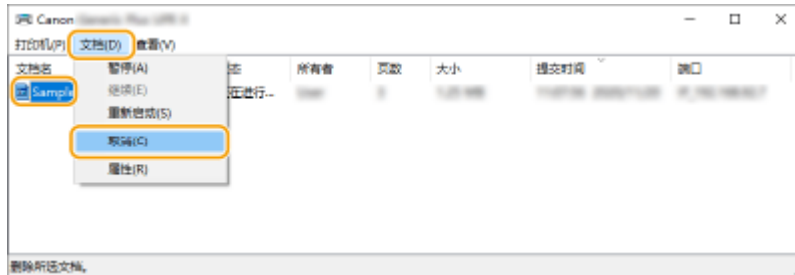 Canon
打印机(P) 文档(D) 查看(V)
文档名 状态 所有者 页数 大小 提交时间 端口
Sample 正在进行...
暂停(A)
继续(E)
重新启动(S)
取消(C)
属性(R)
删除所选文档。